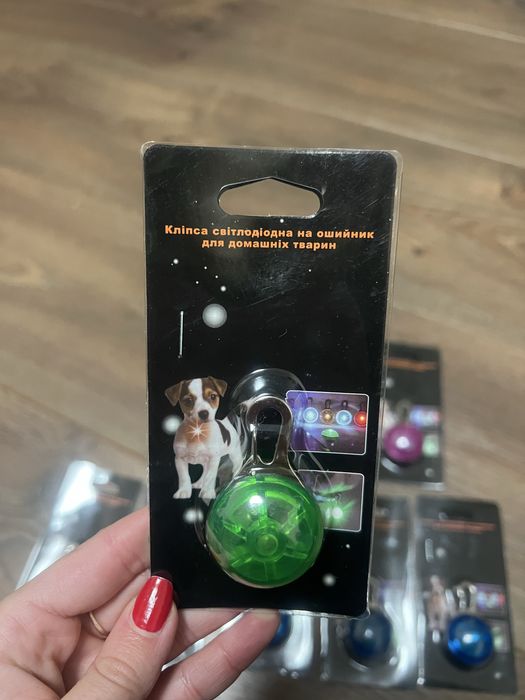 Кліпса світлодіодна на ошийник
для домашніх тварин